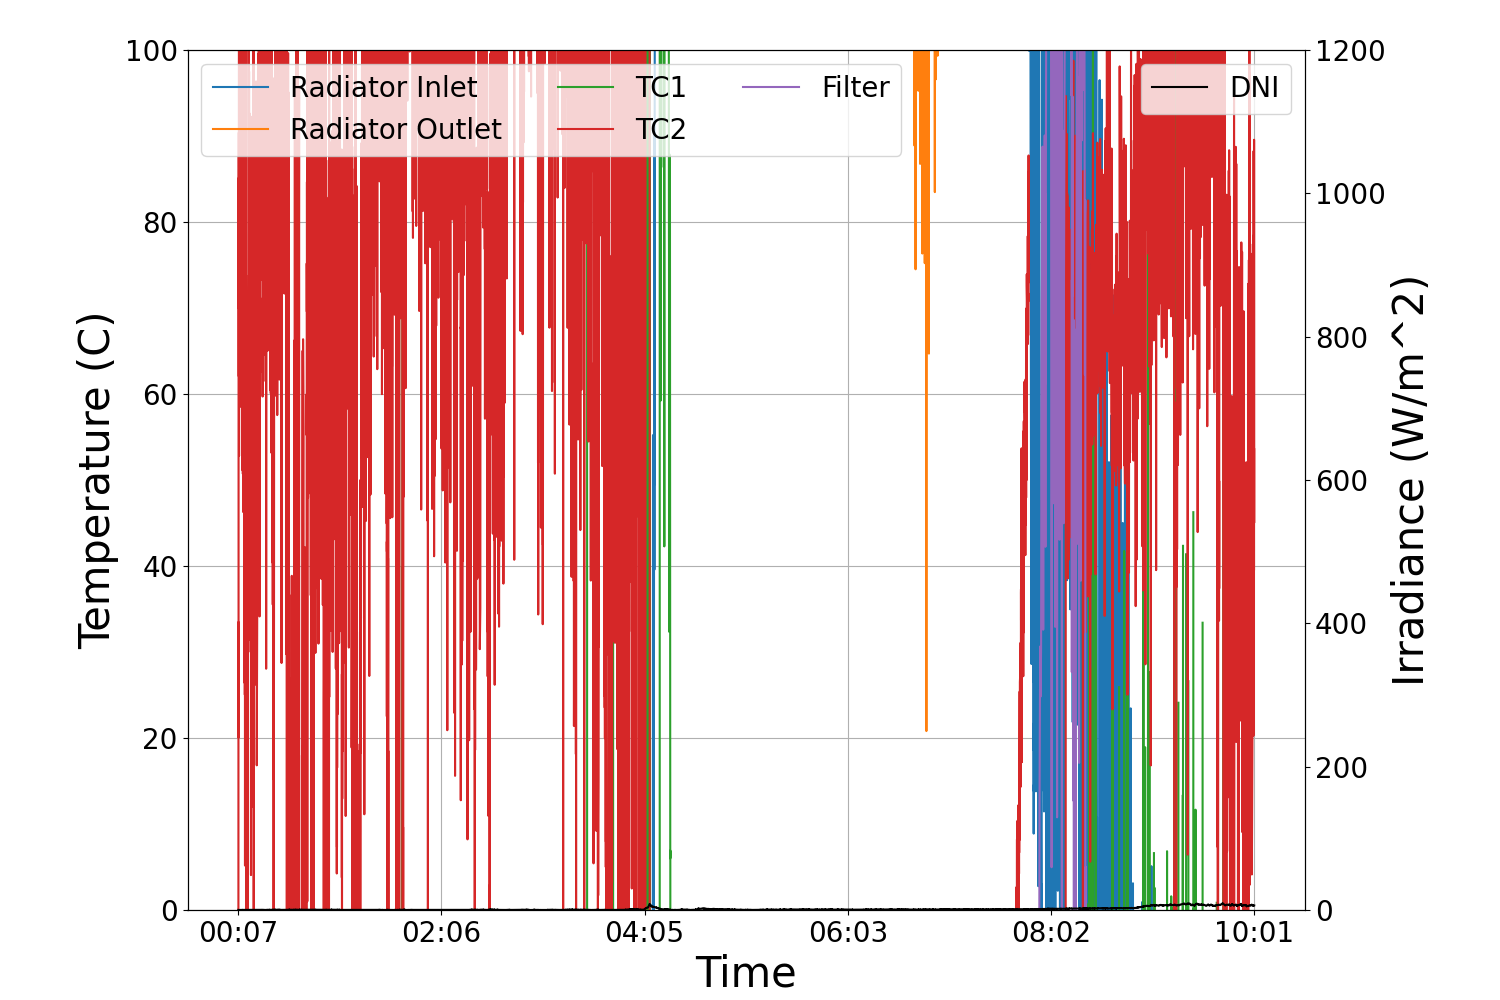 100
80
60
40
20
0
Temperature (C)
Radiator Inlet
Radiator Outlet
TC1
TC2
Filter
DNI
1200
1000
800
600
400
200
0
Irradiance (W/m^2)
00:07
02:06
04:05
06:03
08:02
10:01
Time